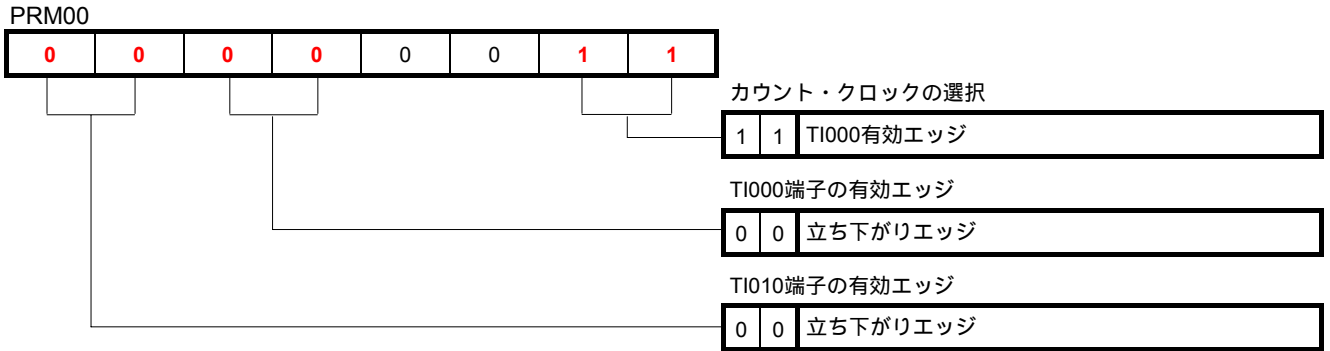 PRM00
0 0 0 0 0 0 1 1
カウント・クロックの選択
1 1 TI000有効エッジ
TI000端子の有効エッジ
0 0 立ち下がりエッジ
TI010端子の有効エッジ
0 0 立ち下がりエッジ